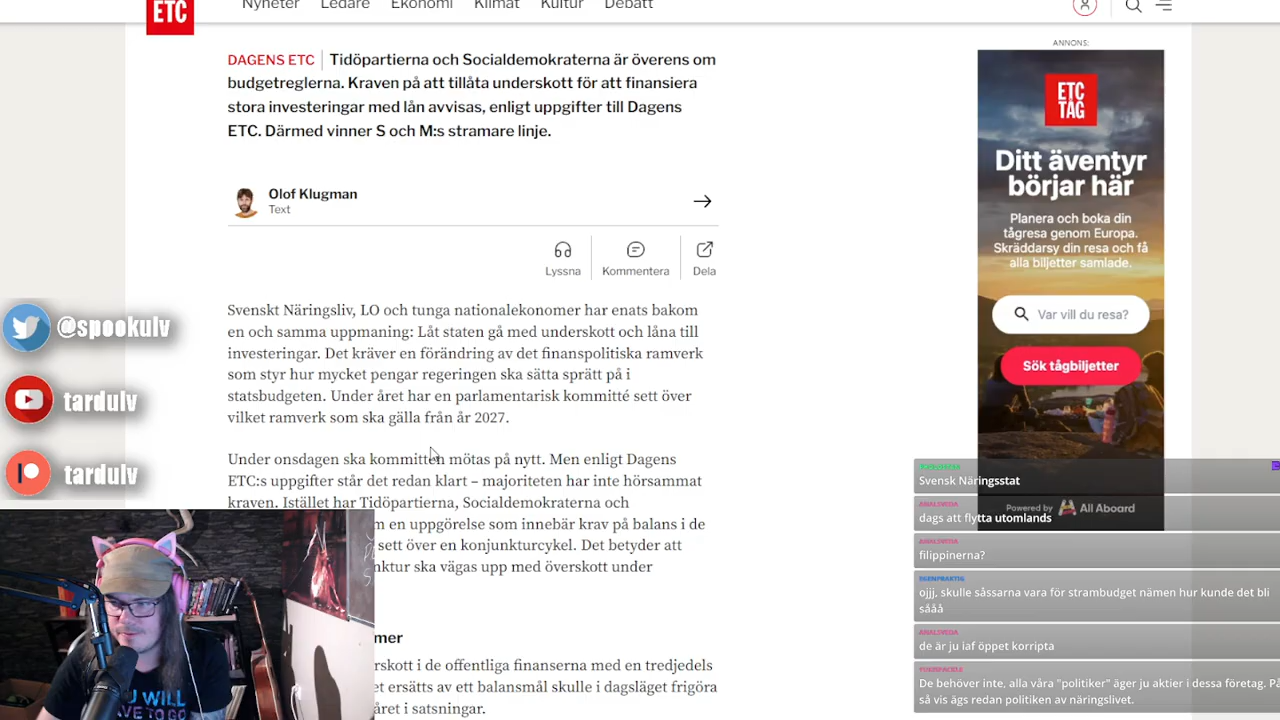 Nyheter Ledare Ekonomi Klimat Kultur Debatt
ETC
DAGENS ETC | Tidöpartierna och Socialdemokraterna är överens om
budgetreglerna. Kraven på att tillåta underskott för att finansiera
stora investeringar med lån avvisas, enligt uppgifter till Dagens
ETC. Därmed vinner S och M:s stramare linje.
Olof Klugman
Text
Lyssna
Kommentera
Dela
Svenskt Näringsliv, LO och tunga nationalekonomer har enats bakom
en och samma uppmaning: Låt staten gå med underskott och låna till
investeringar. Det kräver en förändring av det finanspolitiska ramverk
som styr hur mycket pengar regeringen ska sätta sprätt på i
statsbudgeten. Under året har en parlamentarisk kommitté sett över
vilket ramverk som ska gälla från år 2027.
Under onsdagen ska kommittén mötas på nytt. Men enligt Dagens
ETC:s uppgifter står det redan klart – majoriteten har inte hörsammat
kraven. Istället har Tidöpartierna, Socialdemokraterna och
en uppgörelse som innebär krav på balans i de
sett över en konjunkturcykel. Det betyder att
ska vägas upp med överskott under
mer
i de offentliga finanserna med en tredjedels
ersätts av ett balansmål skulle i dagsläget frigöra
året i satsningar.
ANNONS:
ETC
TÅG
Ditt äventyr
börjar här
Planera och boka din
tågresa genom Europa.
Skräddarsy din resa och få
alla biljetter samlade.
Var vill du resa?
Sök tågbiljetter
Powered by All Aboard
@spookulv
tardulv
tardulv
Svensk Näringsstat
dags att flytta utomlands
filippinerna?
ojjj, skulle såssarna vara för strambudget nämen hur kunde det bli
sååå
de är ju iaf öppet korripta
De behöver inte, alla våra "politiker" äger ju aktier i dessa företag. På
så vis ägs redan politiken av näringslivet.
YOU WILL
HAVE TO GO